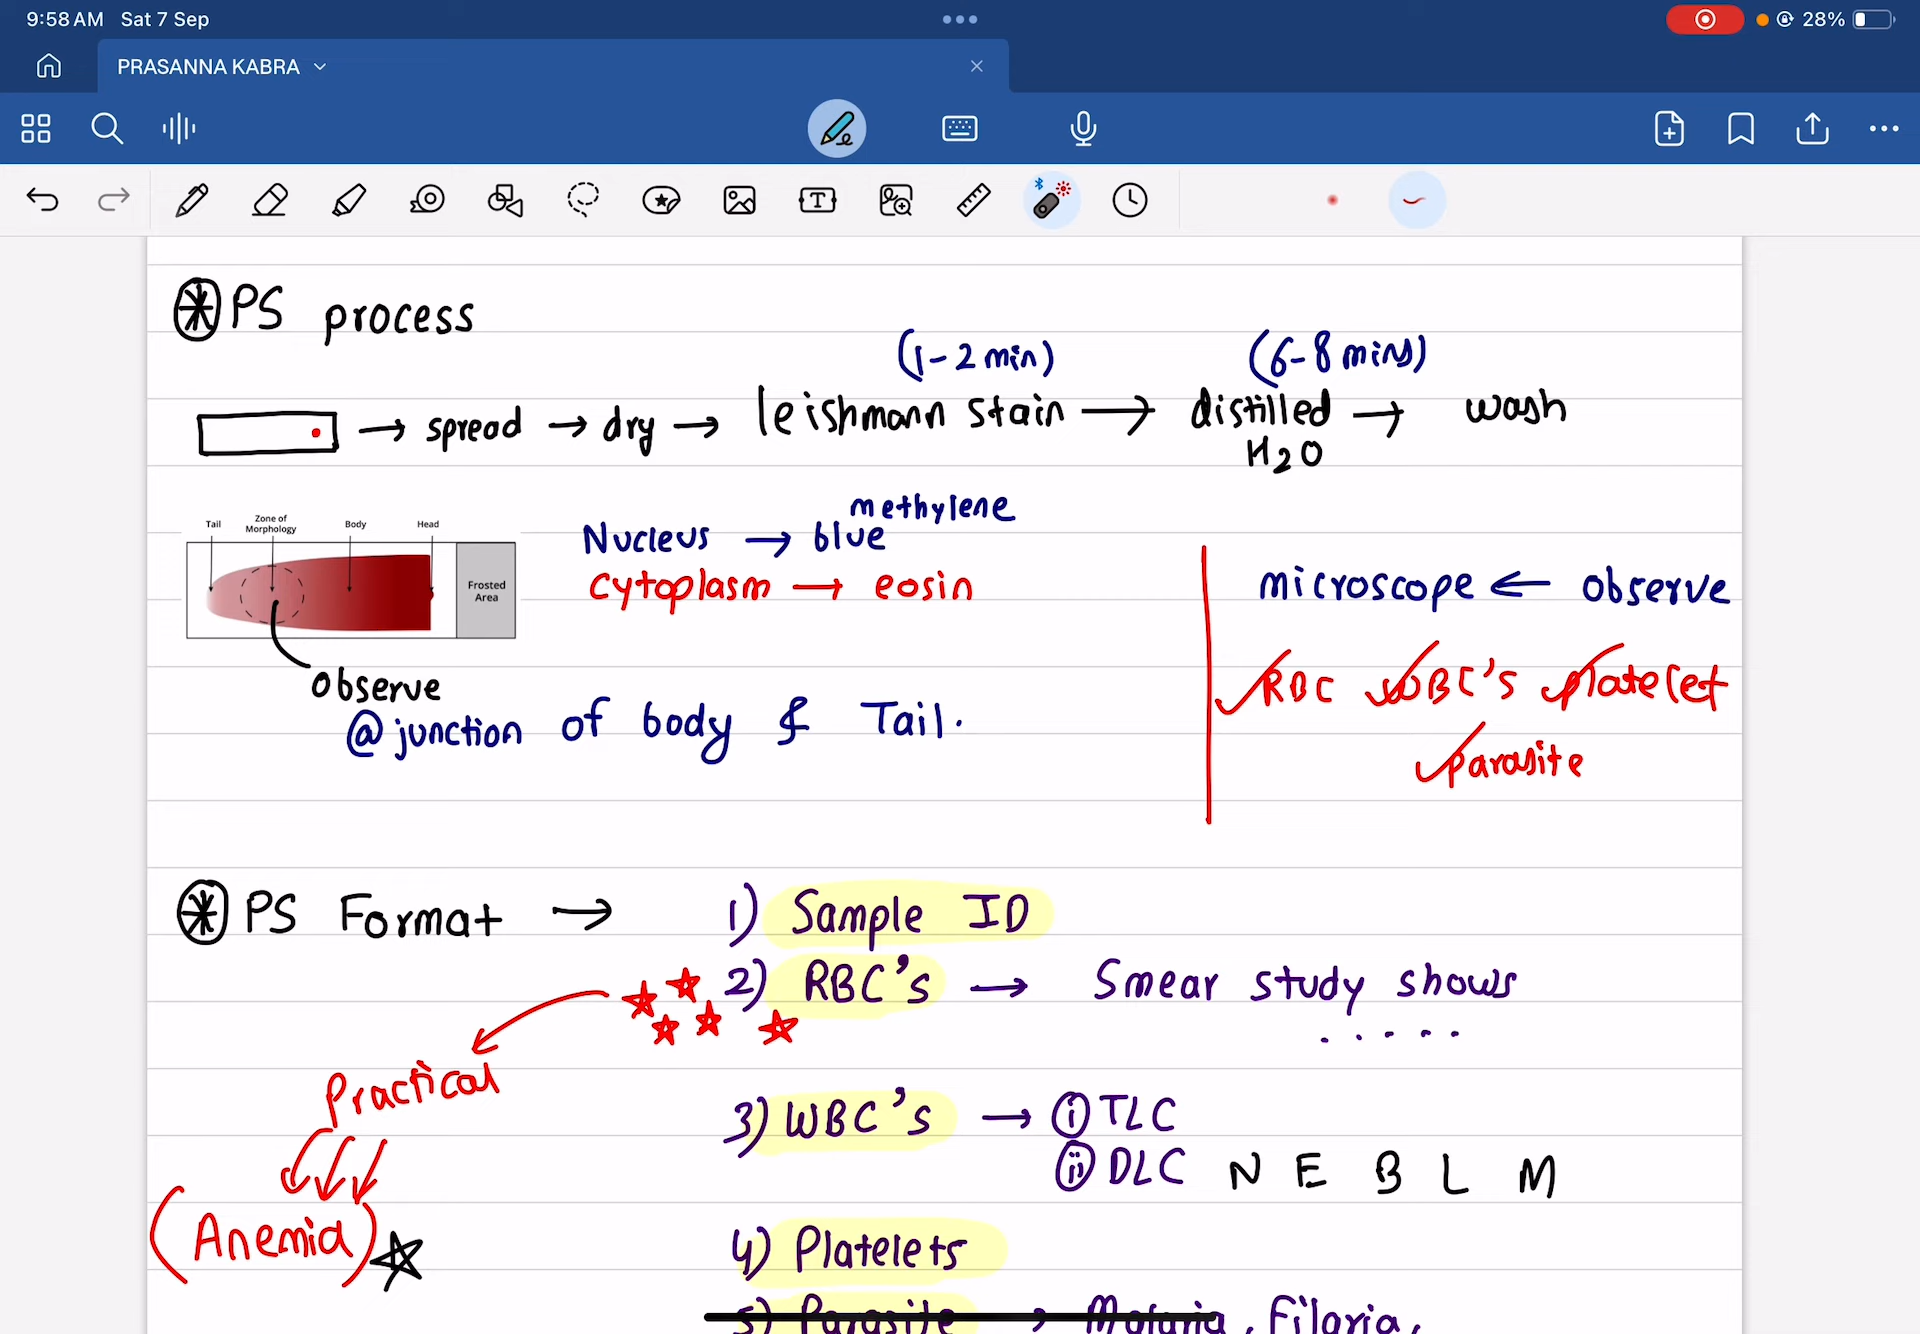 9:58 AM Sat 7 Sep
28%
PRASANNA KABRA
PS process
(1-2 min) (6-8 mins)
→ spread → dry → leishmann stain → distilled → wash
H2O
Tail Zone of Morphology Body Head
Frosted Area
methylene
Nucleus → blue
cytoplasm → eosin
microscope ← observe
observe
@junction of body & Tail.
RBC WBC's platelet
parasite
PS Format → 1) Sample ID
2) RBC's → Smear study shows
. . . . .
Practical
3) WBC's → i) TLC
ii) DLC N E B L M
(Anemia)
4) Platelets
5) Parasite → Malaria, Filaria,